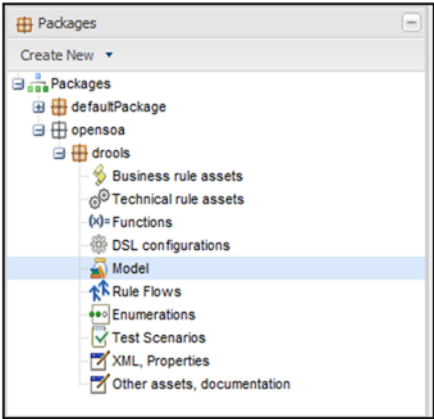 Packages
Create New
Packages
defaultPackage
opensoa
drools
Business rule assets
Technical rule assets
(x)= Functions
DSL configurations
Model
Rule Flows
Enumerations
Test Scenarios
XML, Properties
Other assets, documentation